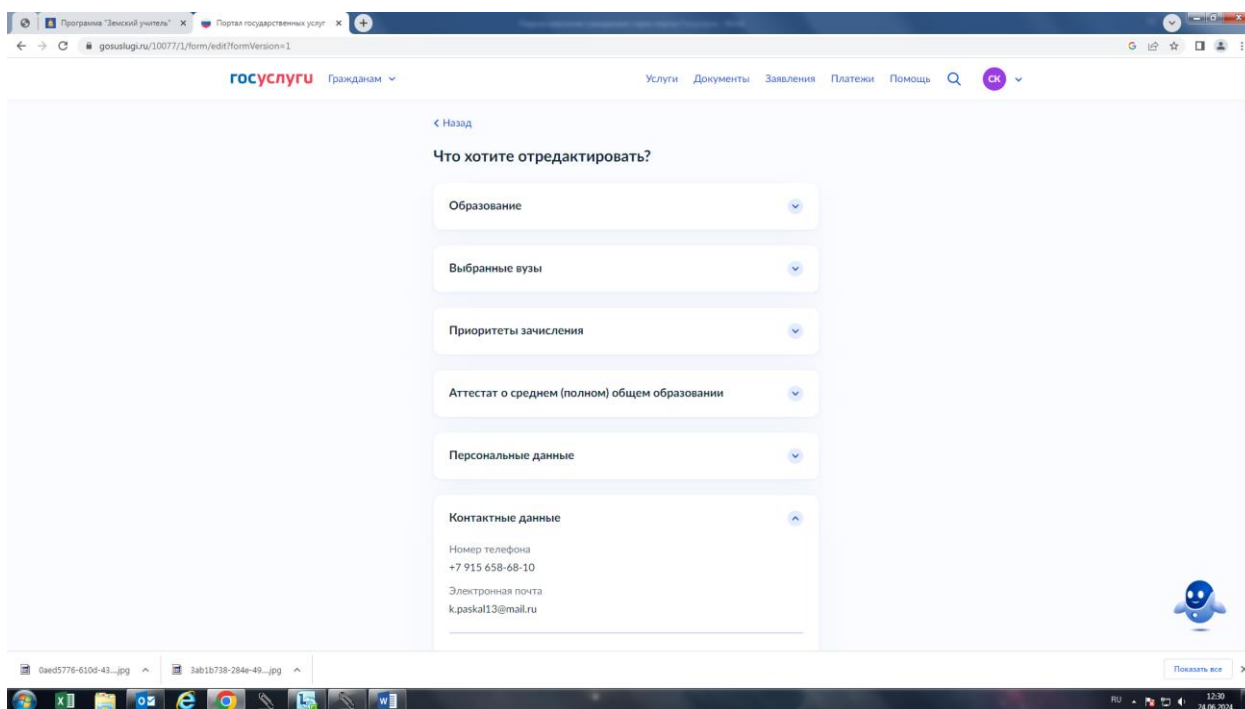 Программа "Земский учитель"
Портал государственных услуг
gosuslugi.ru/10077/1/form/edit?formVersion=1
госуслуги Гражданам Услуги Документы Заявления Платежи Помощь СК
Назад
Что хотите отредактировать?
Образование
Выбранные вузы
Приоритеты зачисления
Аттестат о среднем (полном) общем образовании
Персональные данные
Контактные данные
Номер телефона
+7 915 658-68-10
Электронная почта
k.paskal13@mail.ru
0aed5776-610d-43....jpg 3ab1b738-284e-49....jpg Показать все
RU 12:30
24.06.2024